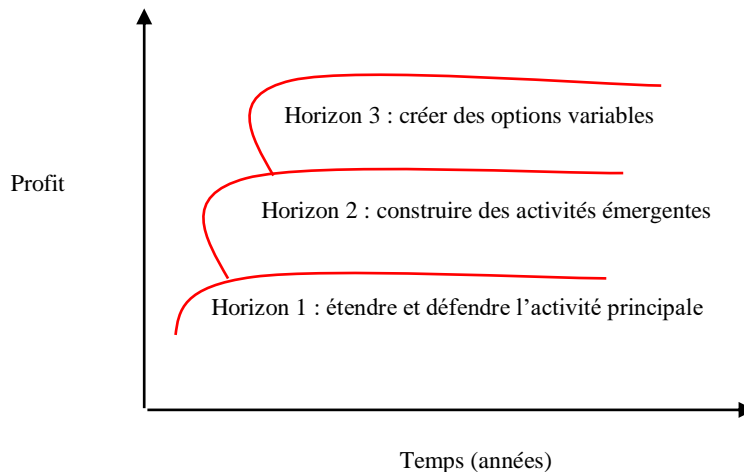 Horizon 3 : créer des options variables
Profit
Horizon 2 : construire des activités émergentes
Horizon 1 : étendre et défendre l’activité principale
Temps (années)